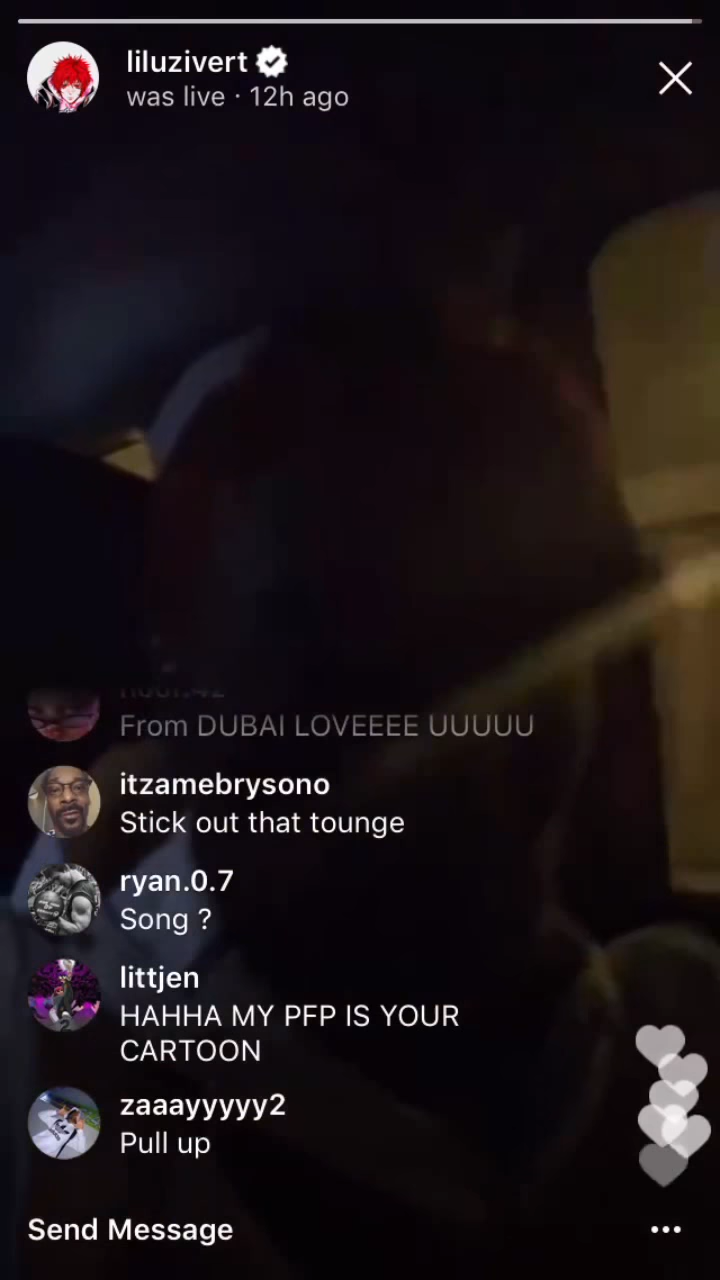 liluzivert
was live · 12h ago
From DUBAI LOVEEEE UUUUU
itzamebrysono
Stick out that tounge
ryan.0.7
Song ?
littjen
HAHHA MY PFP IS YOUR
CARTOON
zaaayyyyy2
Pull up
Send Message